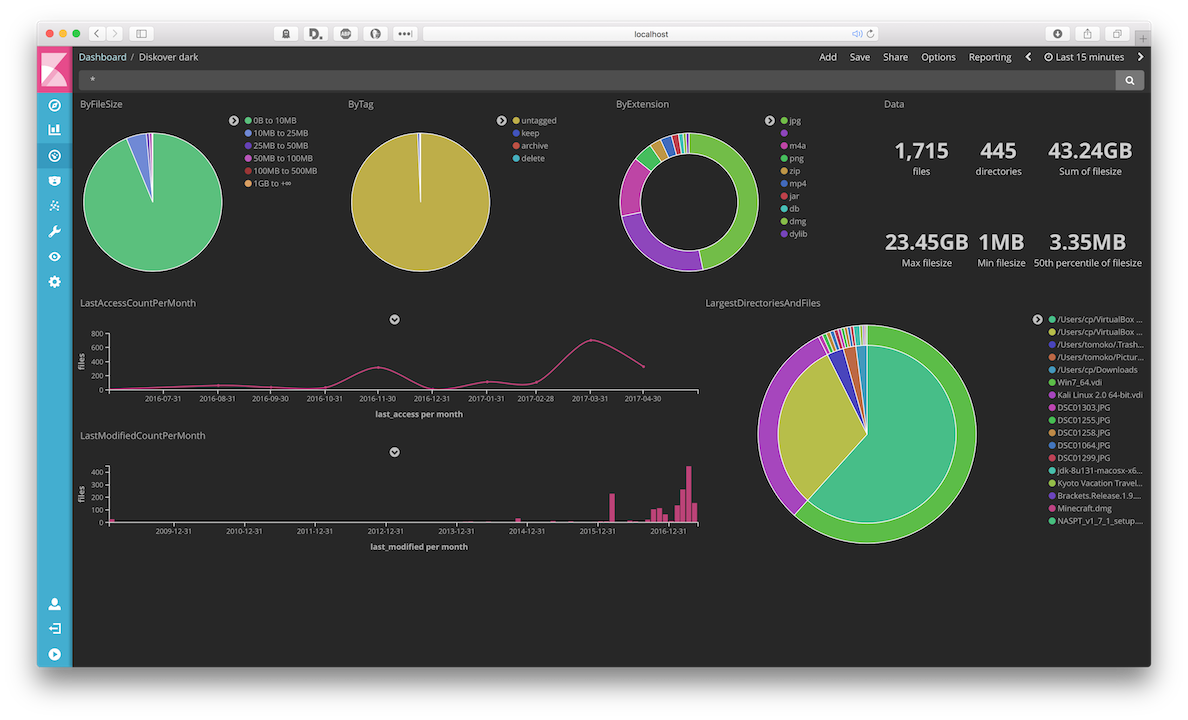 localhost
Dashboard / Diskover dark
Add Save Share Options Reporting Last 15 minutes
*
ByFileSize
0B to 10MB
10MB to 25MB
25MB to 50MB
50MB to 100MB
100MB to 500MB
1GB to +∞
ByTag
untagged
keep
archive
delete
ByExtension
jpg
m4a
png
zip
mp4
jar
db
dmg
dylib
Data
1,715 445 43.24GB
files directories Sum of filesize
23.45GB 1MB 3.35MB
Max filesize Min filesize 50th percentile of filesize
LastAccessCountPerMonth
800
600
400
200
0
files
2016-07-31 2016-08-31 2016-09-30 2016-10-31 2016-11-30 2016-12-31 2017-01-31 2017-02-28 2017-03-31 2017-04-30
last_access per month
LastModifiedCountPerMonth
400
300
200
100
0
files
2009-12-31 2010-12-31 2011-12-31 2012-12-31 2013-12-31 2014-12-31 2015-12-31 2016-12-31
last_modified per month
LargestDirectoriesAndFiles
/Users/cp/VirtualBox ...
/Users/cp/VirtualBox ...
/Users/tomoko/.Trash...
/Users/tomoko/Pictur...
/Users/cp/Downloads
Win7_64.vdi
Kali Linux 2.0 64-bit.vdi
DSC01303.JPG
DSC01255.JPG
DSC01258.JPG
DSC01064.JPG
DSC01299.JPG
jdk-8u131-macosx-x6...
Kyoto Vacation Travel...
Brackets.Release.1.9....
Minecraft.dmg
NASPT_v1_7_1_setup....